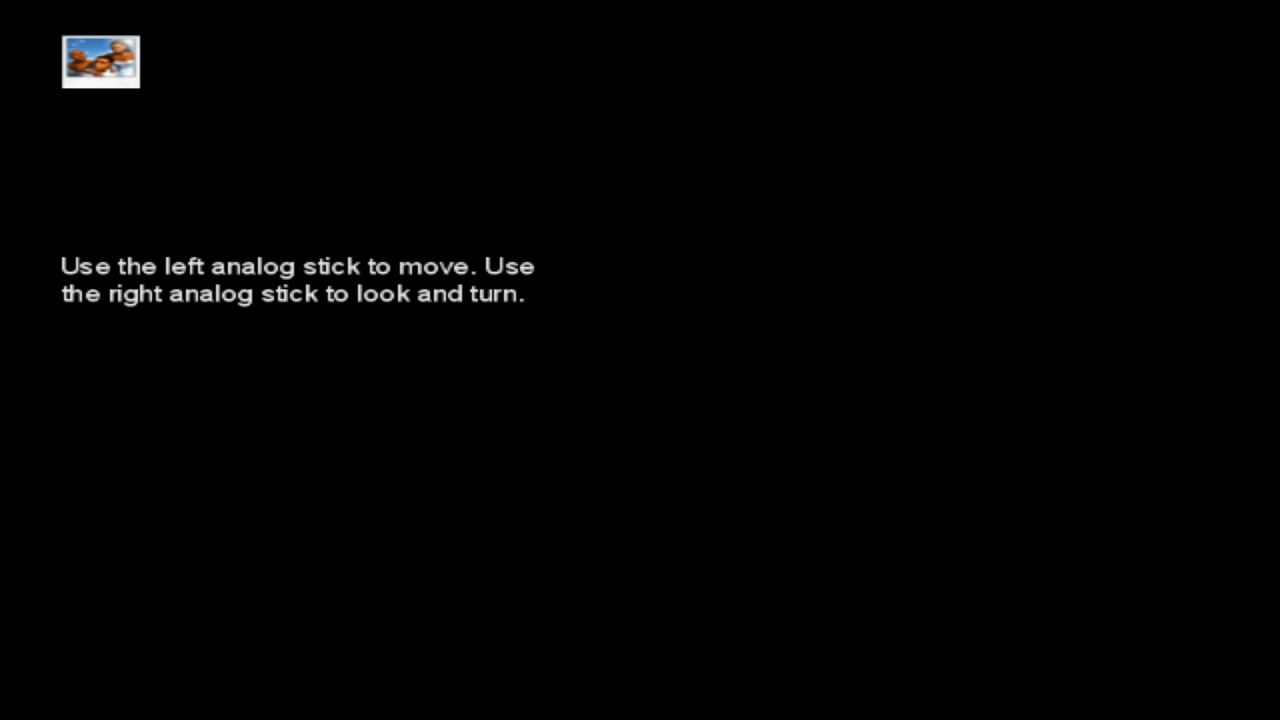 Use the left analog stick to move. Use
the right analog stick to look and turn.